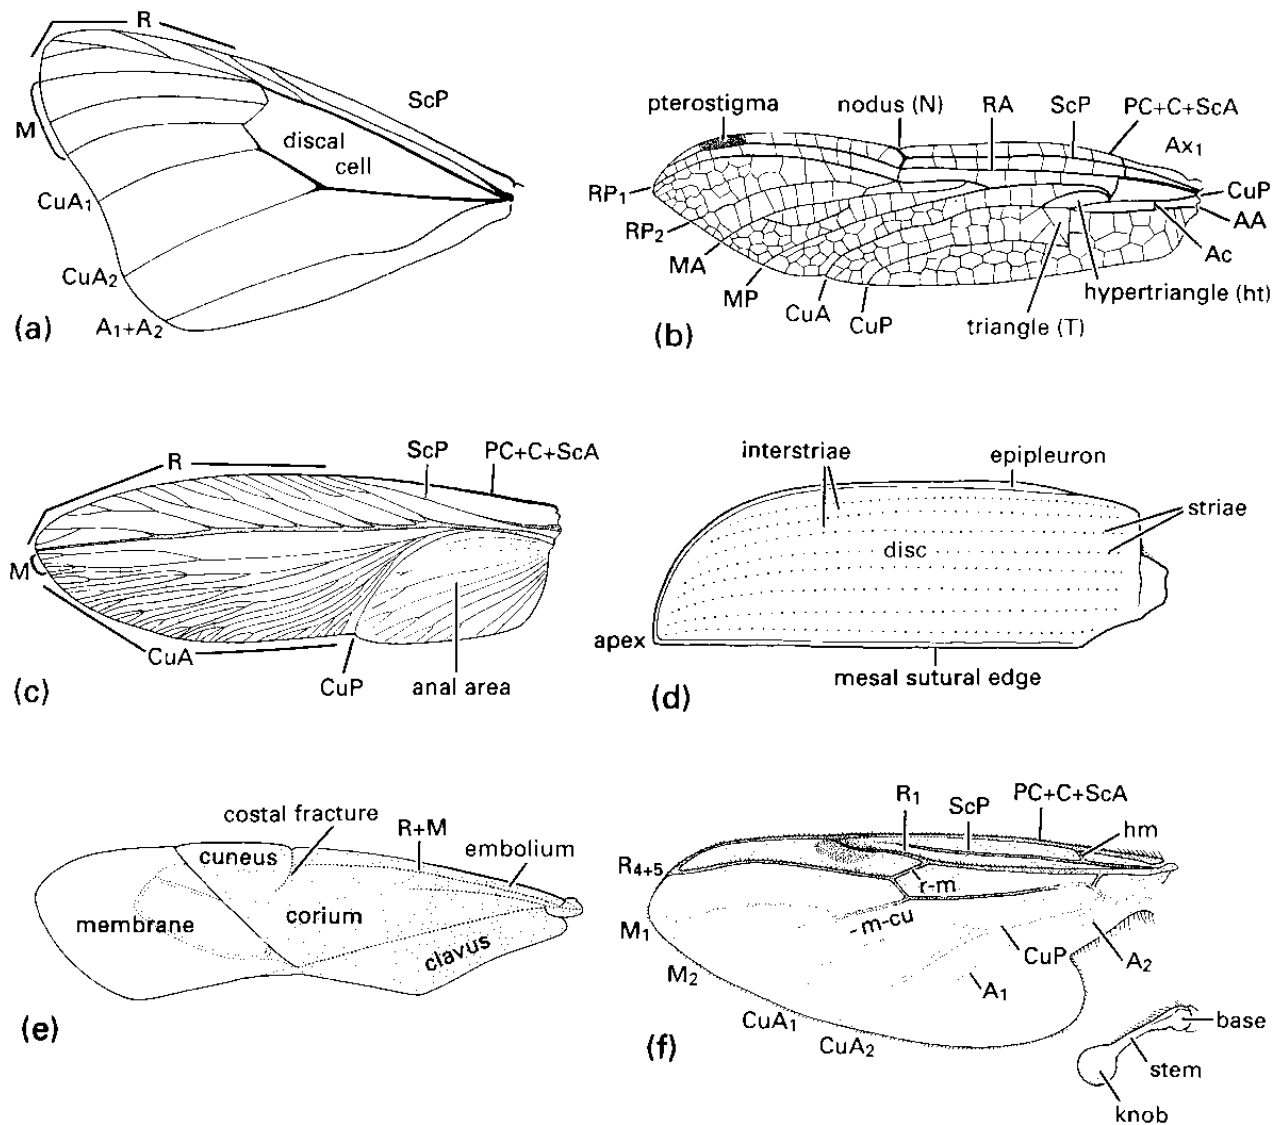 R
ScP
M
discal
cell
CuA₁
CuA₂
A₁+A₂
(a)
pterostigma
nodus (N)
RA
ScP
PC+C+ScA
Ax₁
RP₁
CuP
RP₂
AA
MA
Ac
MP
hypertriangle (ht)
CuA
CuP
triangle (T)
(b)
R
ScP
PC+C+ScA
M
CuA
CuP
anal area
(c)
interstriae
epipleuron
striae
disc
apex
mesal sutural edge
(d)
costal fracture
R+M
cuneus
embolium
membrane
corium
clavus
(e)
R₁
ScP
PC+C+ScA
hm
R₄₊₅
r-m
M₁
-m-cu
CuP
A₂
M₂
A₁
CuA₁
CuA₂
base
(f)
stem
knob